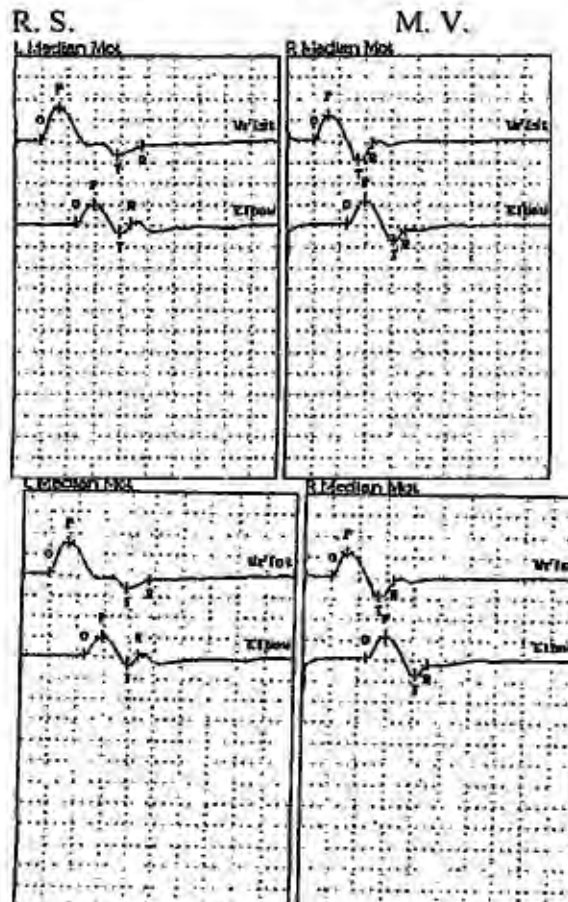 R. S. M. V.
L Median Mot R Median Mot
O P Wrist O P Wrist
T R T R
O P R Elbow O P Elbow
T T R
L Median Mot R Median Mot
O P Wrist O P
T R T R
O P R Elbow O P
T T R